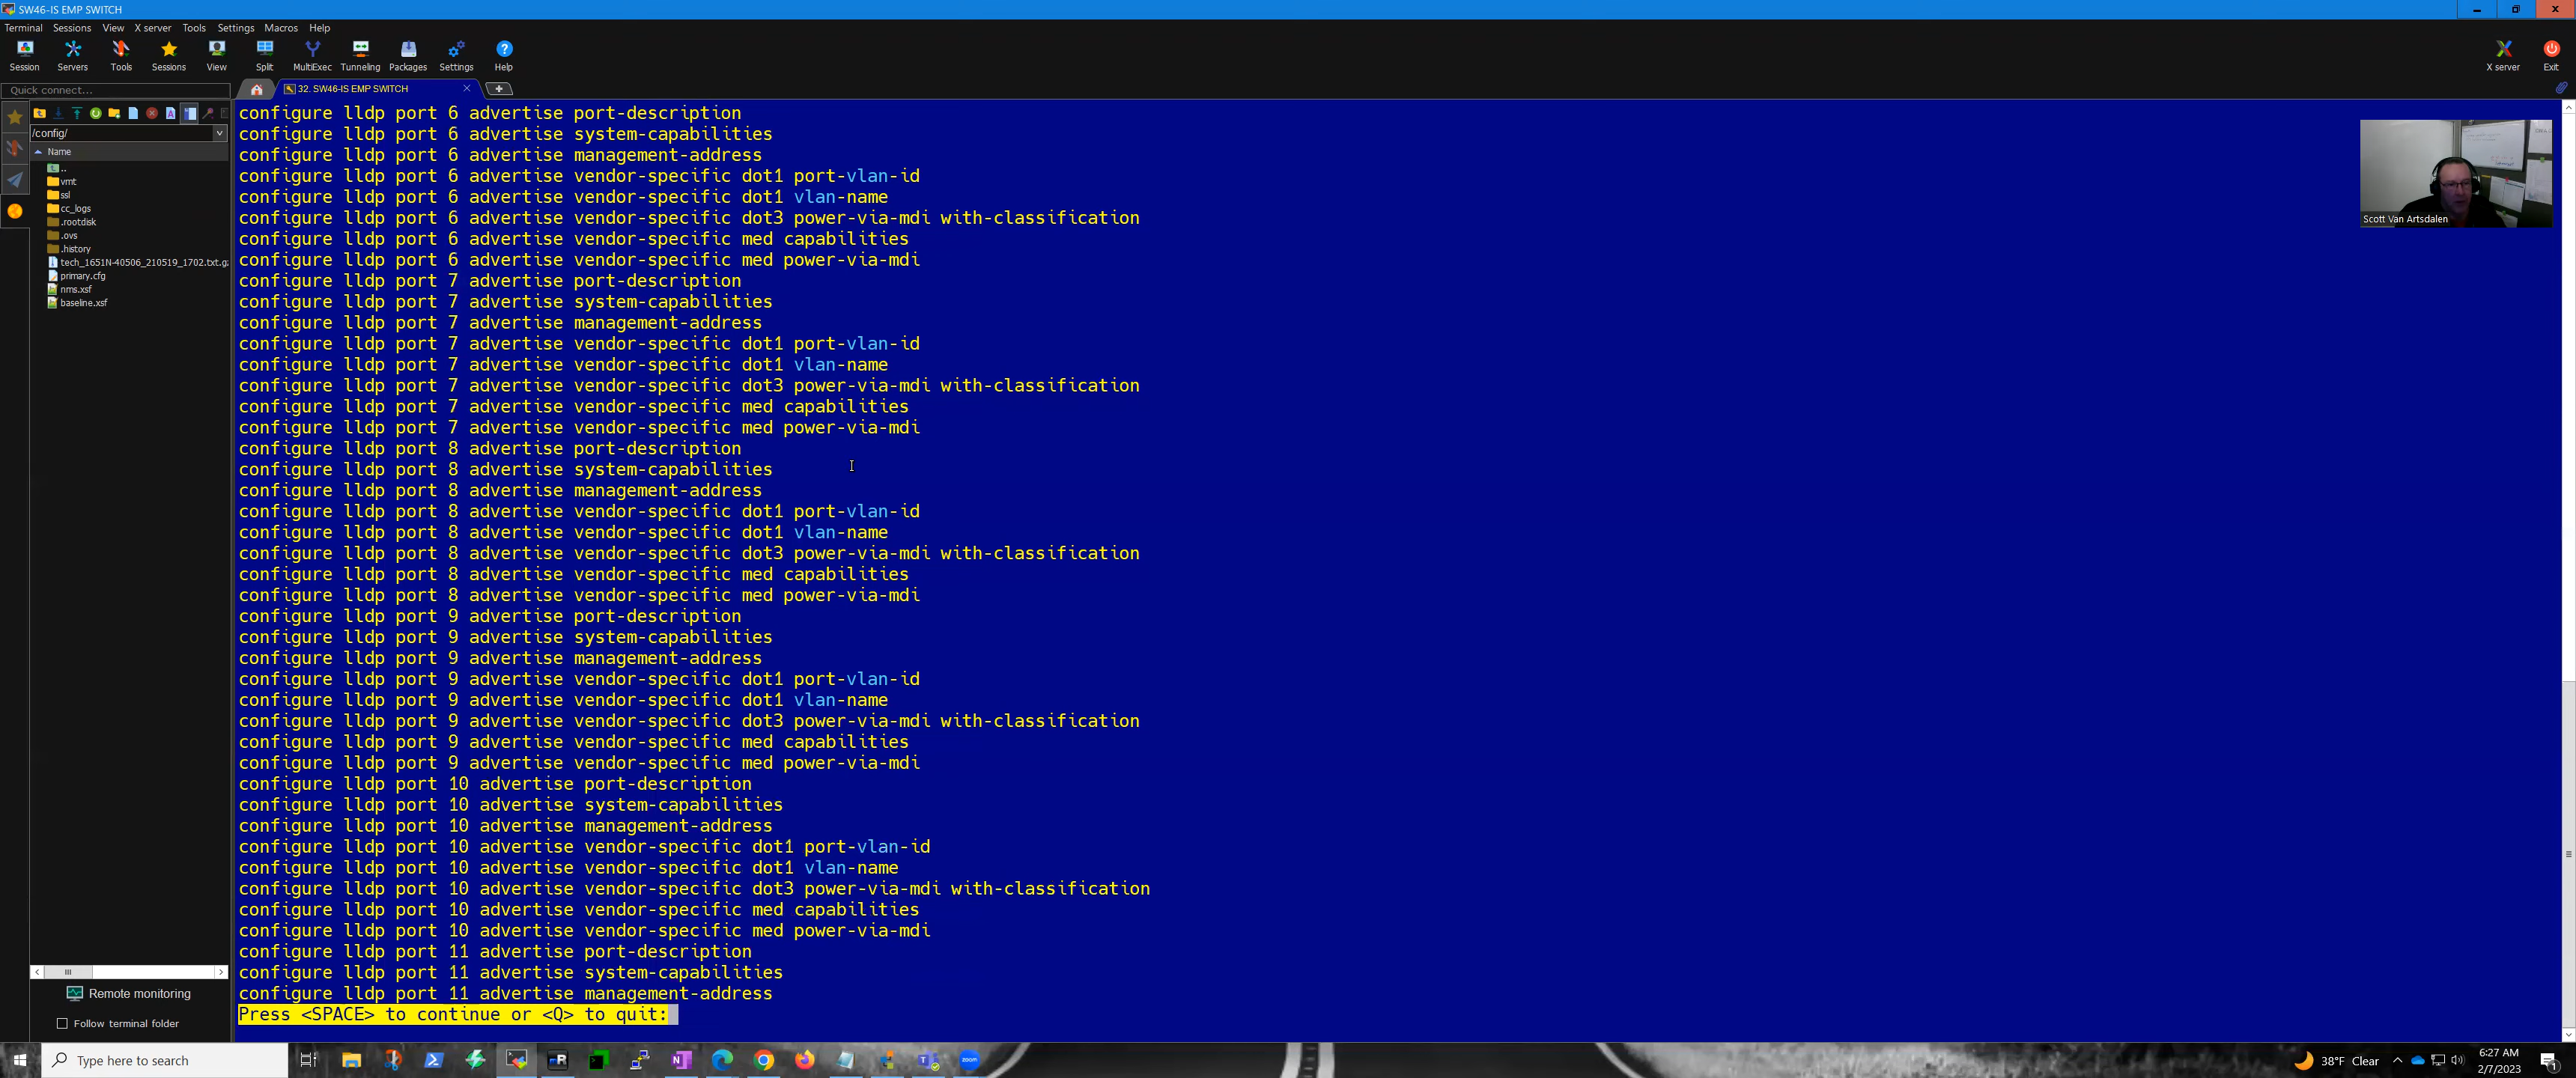 SW46-IS EMP SWITCH
Terminal Sessions View X server Tools Settings Macros Help
Session Servers Tools Sessions View Split MultiExec Tunneling Packages Settings Help X server Exit
Quick connect...
32. SW46-IS EMP SWITCH
/config/
Name
..
vmt
ssl
cc_logs
.rootdisk
.ovs
.history
tech_1651N-40506_210519_1702.txt.gz
primary.cfg
nms.xsf
baseline.xsf
Remote monitoring
Follow terminal folder
configure lldp port 6 advertise port-description
configure lldp port 6 advertise system-capabilities
configure lldp port 6 advertise management-address
configure lldp port 6 advertise vendor-specific dot1 port-vlan-id
configure lldp port 6 advertise vendor-specific dot1 vlan-name
configure lldp port 6 advertise vendor-specific dot3 power-via-mdi with-classification
configure lldp port 6 advertise vendor-specific med capabilities
configure lldp port 6 advertise vendor-specific med power-via-mdi
configure lldp port 7 advertise port-description
configure lldp port 7 advertise system-capabilities
configure lldp port 7 advertise management-address
configure lldp port 7 advertise vendor-specific dot1 port-vlan-id
configure lldp port 7 advertise vendor-specific dot1 vlan-name
configure lldp port 7 advertise vendor-specific dot3 power-via-mdi with-classification
configure lldp port 7 advertise vendor-specific med capabilities
configure lldp port 7 advertise vendor-specific med power-via-mdi
configure lldp port 8 advertise port-description
configure lldp port 8 advertise system-capabilities
configure lldp port 8 advertise management-address
configure lldp port 8 advertise vendor-specific dot1 port-vlan-id
configure lldp port 8 advertise vendor-specific dot1 vlan-name
configure lldp port 8 advertise vendor-specific dot3 power-via-mdi with-classification
configure lldp port 8 advertise vendor-specific med capabilities
configure lldp port 8 advertise vendor-specific med power-via-mdi
configure lldp port 9 advertise port-description
configure lldp port 9 advertise system-capabilities
configure lldp port 9 advertise management-address
configure lldp port 9 advertise vendor-specific dot1 port-vlan-id
configure lldp port 9 advertise vendor-specific dot1 vlan-name
configure lldp port 9 advertise vendor-specific dot3 power-via-mdi with-classification
configure lldp port 9 advertise vendor-specific med capabilities
configure lldp port 9 advertise vendor-specific med power-via-mdi
configure lldp port 10 advertise port-description
configure lldp port 10 advertise system-capabilities
configure lldp port 10 advertise management-address
configure lldp port 10 advertise vendor-specific dot1 port-vlan-id
configure lldp port 10 advertise vendor-specific dot1 vlan-name
configure lldp port 10 advertise vendor-specific dot3 power-via-mdi with-classification
configure lldp port 10 advertise vendor-specific med capabilities
configure lldp port 10 advertise vendor-specific med power-via-mdi
configure lldp port 11 advertise port-description
configure lldp port 11 advertise system-capabilities
configure lldp port 11 advertise management-address
Press <SPACE> to continue or <Q> to quit:
Scott Van Artsdalen
Type here to search
38°F Clear
6:27 AM
2/7/2023